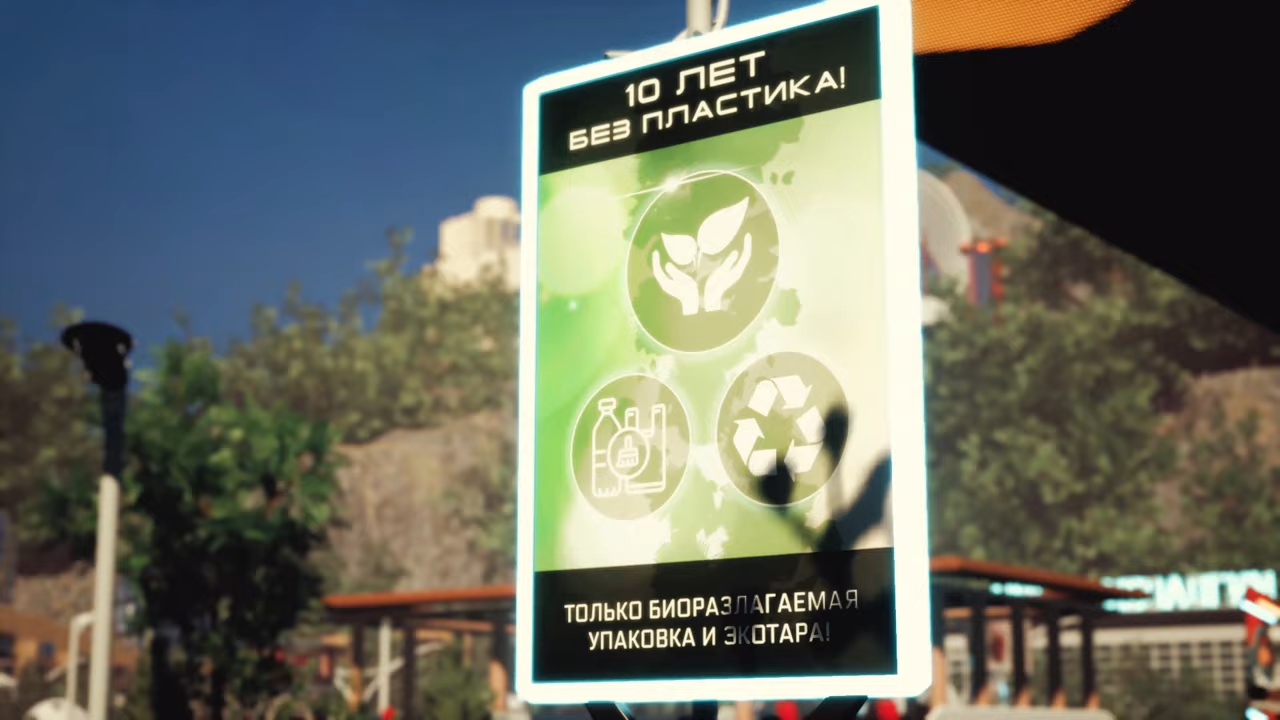 10 ЛЕТ
БЕЗ ПЛАСТИКА!
ТОЛЬКО БИОРАЗЛАГАЕМАЯ
УПАКОВКА И ЭКОТАРА!